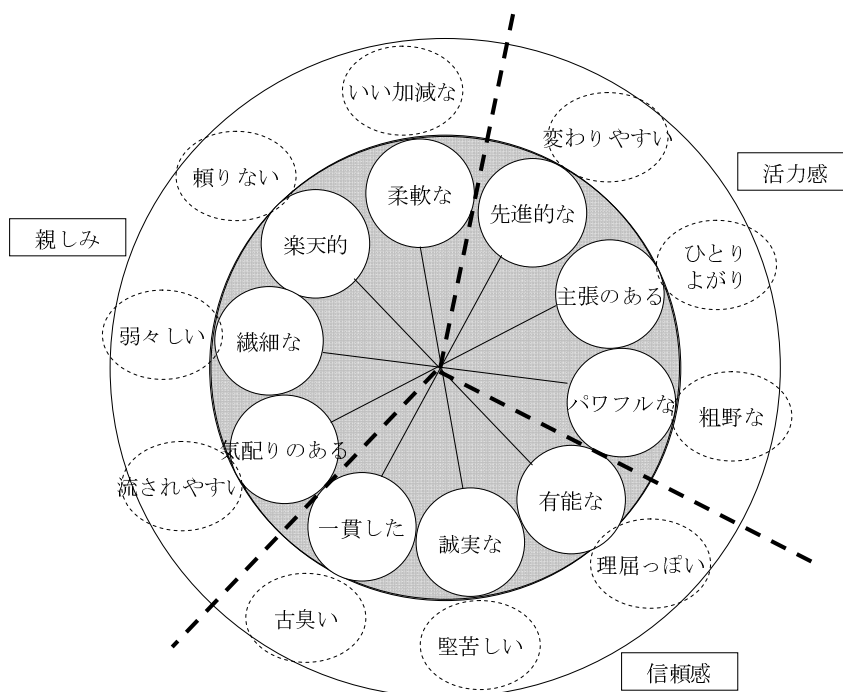 いい加減な
変わりやすい
活力感
頼りない
柔軟な
先進的な
親しみ
楽天的
ひとり
よがり
主張のある
弱々しい
繊細な
パワフルな
粗野な
気配りのある
流されやすい
有能な
一貫した
誠実な
理屈っぽい
古臭い
堅苦しい
信頼感